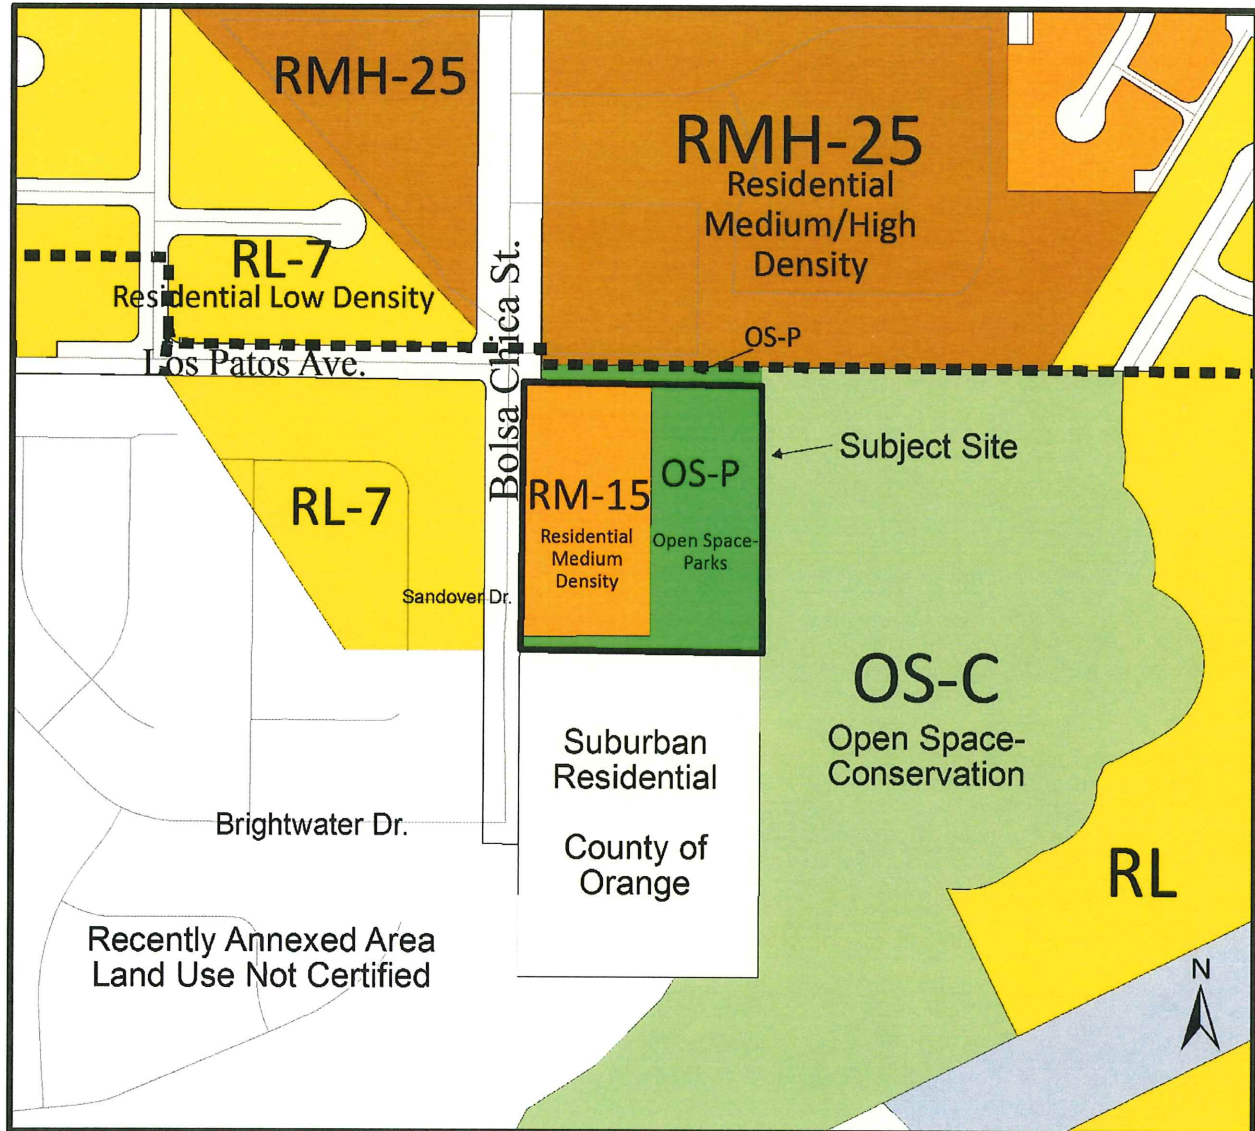 RMH-25
RMH-25
Residential
Medium/High
Density
RL-7
Residential Low Density
OS-P
Los Patos Ave.
Bolsa Chica St.
Subject Site
OS-P
Open Space-
Parks
RM-15
Residential
Medium
Density
RL-7
Sandover Dr.
OS-C
Open Space-
Conservation
Suburban
Residential
County of
Orange
Brightwater Dr.
RL
Recently Annexed Area
Land Use Not Certified
N